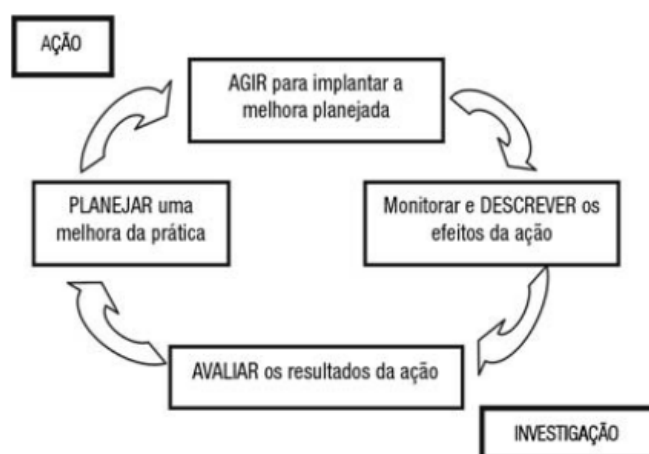 AÇÃO
AGIR para implantar a
melhora planejada
PLANEJAR uma
melhora da prática
Monitorar e DESCREVER os
efeitos da ação
AVALIAR os resultados da ação
INVESTIGAÇÃO